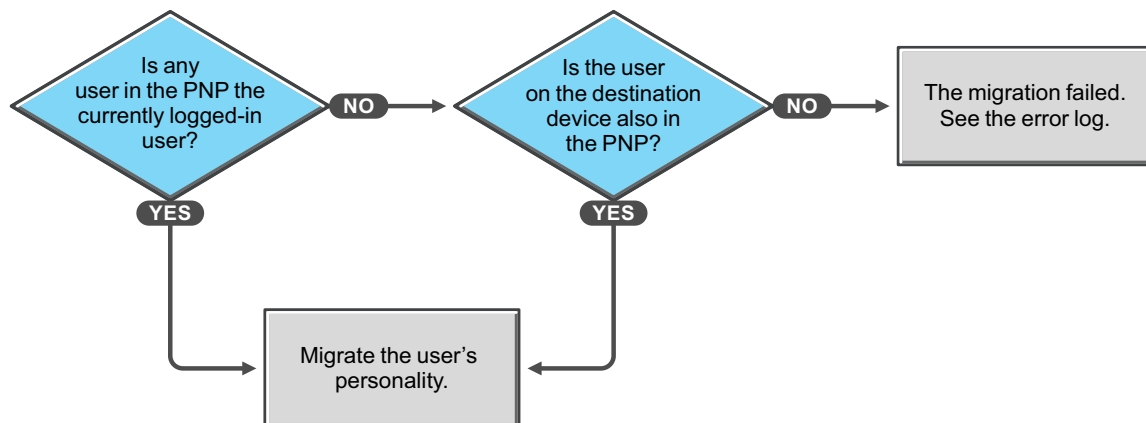 Is any
user in the PNP the
currently logged-in
user?
NO
Is the user
on the destination
device also in
the PNP?
NO
The migration failed.
See the error log.
YES
YES
Migrate the user’s
personality.